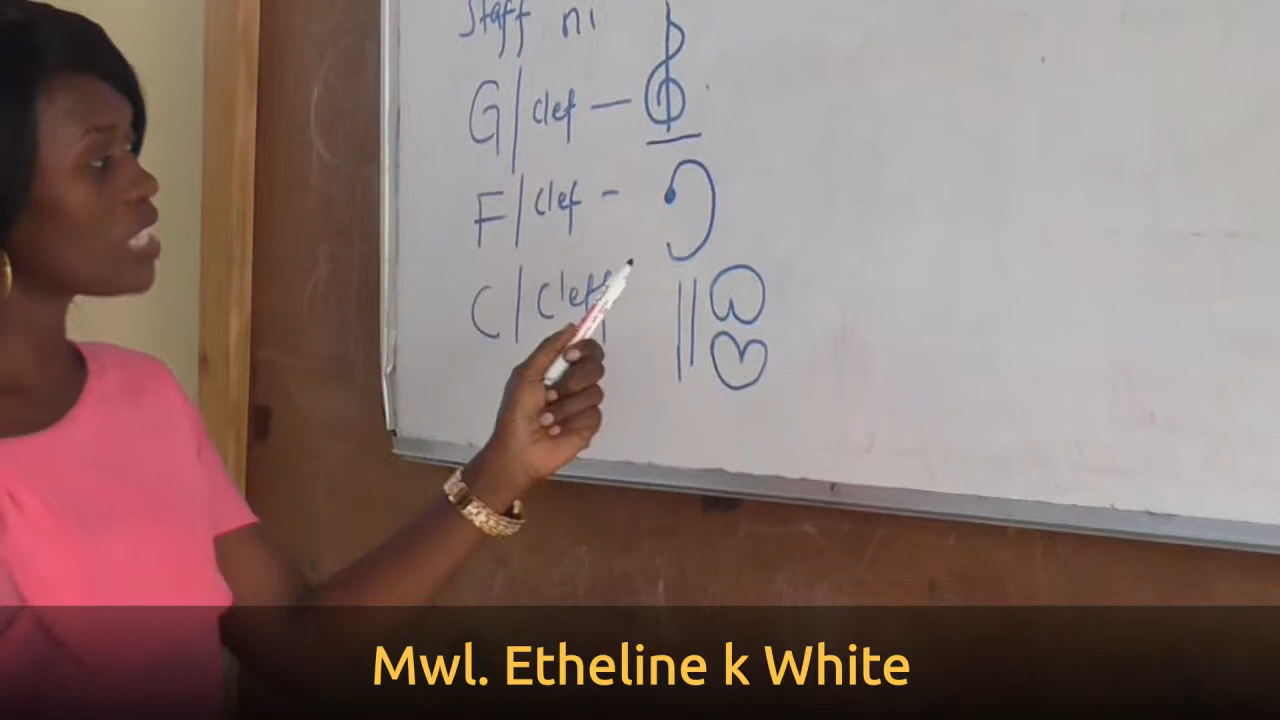 Staff ni
G/clef —
F/clef -
C/Clef
Mwl. Etheline k White